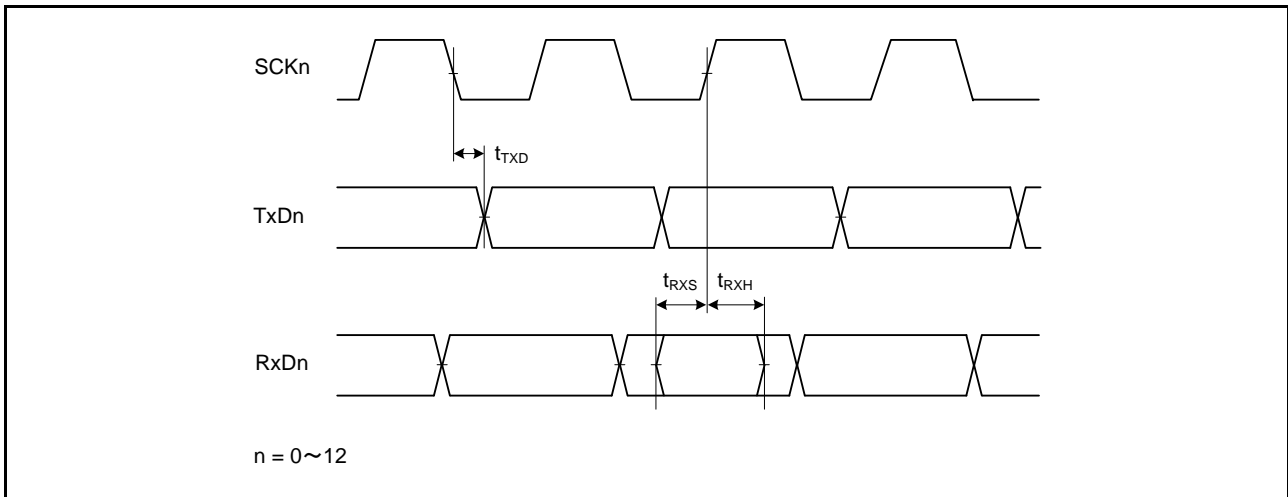 SCKn
tTXD
TxDn
tRXS tRXH
RxDn
n = 0～12